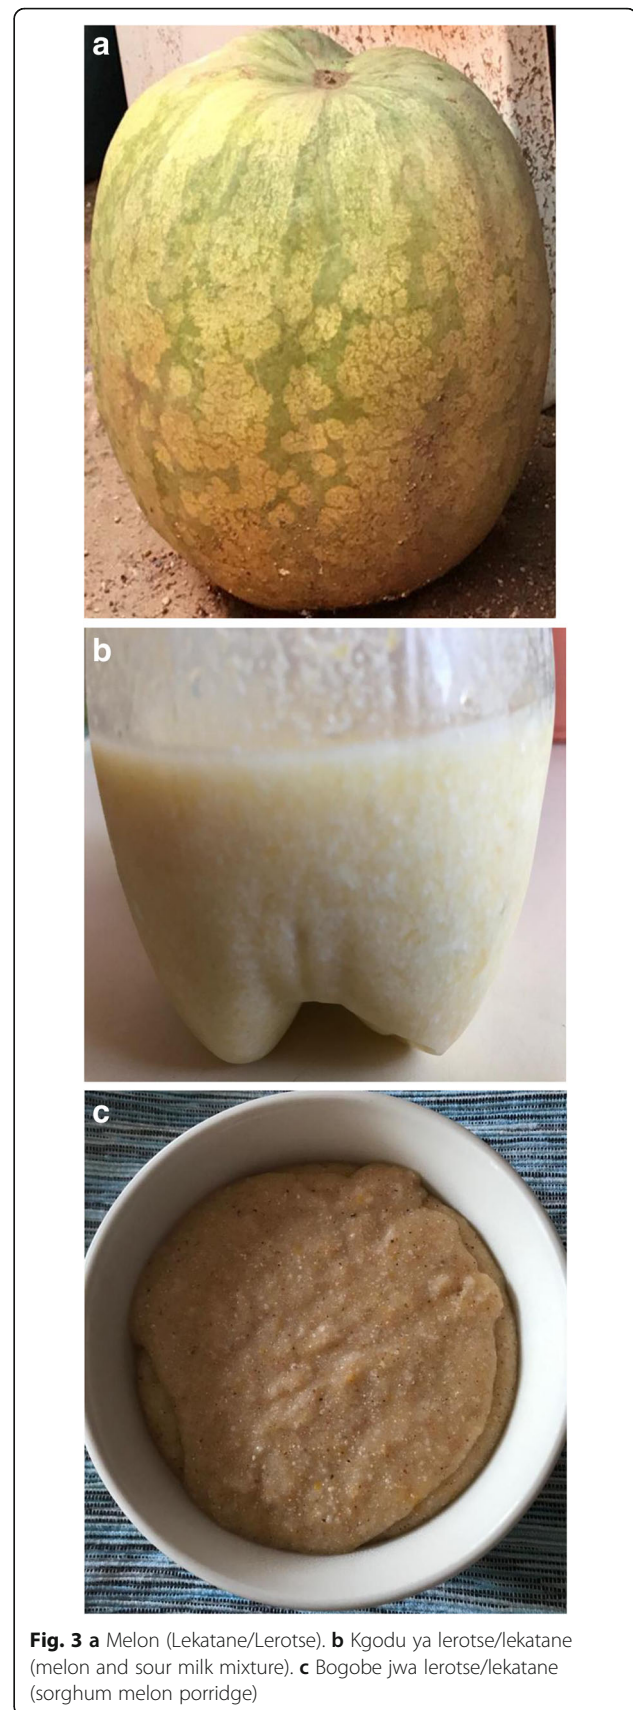 a
b
c
Fig. 3 a Melon (Lekatane/Lerotse). b Kgodu ya lerotse/lekatane
(melon and sour milk mixture). c Bogobe jwa lerotse/lekatane
(sorghum melon porridge)